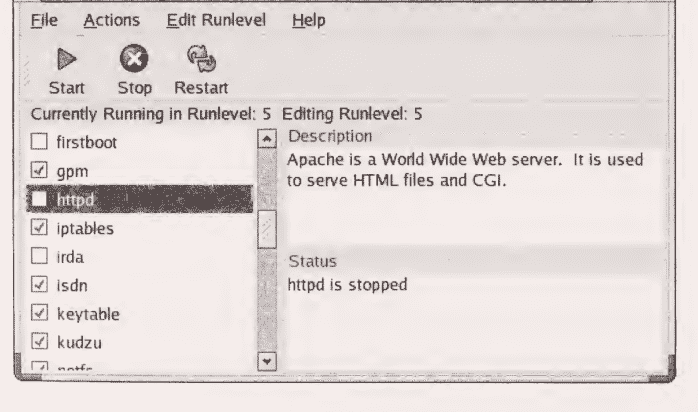 File Actions Edit Runlevel Help
Start Stop Restart
Currently Running in Runlevel: 5 Editing Runlevel: 5
firstboot
gpm
httpd
iptables
irda
isdn
keytable
kudzu
netfs
Description
Apache is a World Wide Web server. It is used
to serve HTML files and CGI.
Status
httpd is stopped